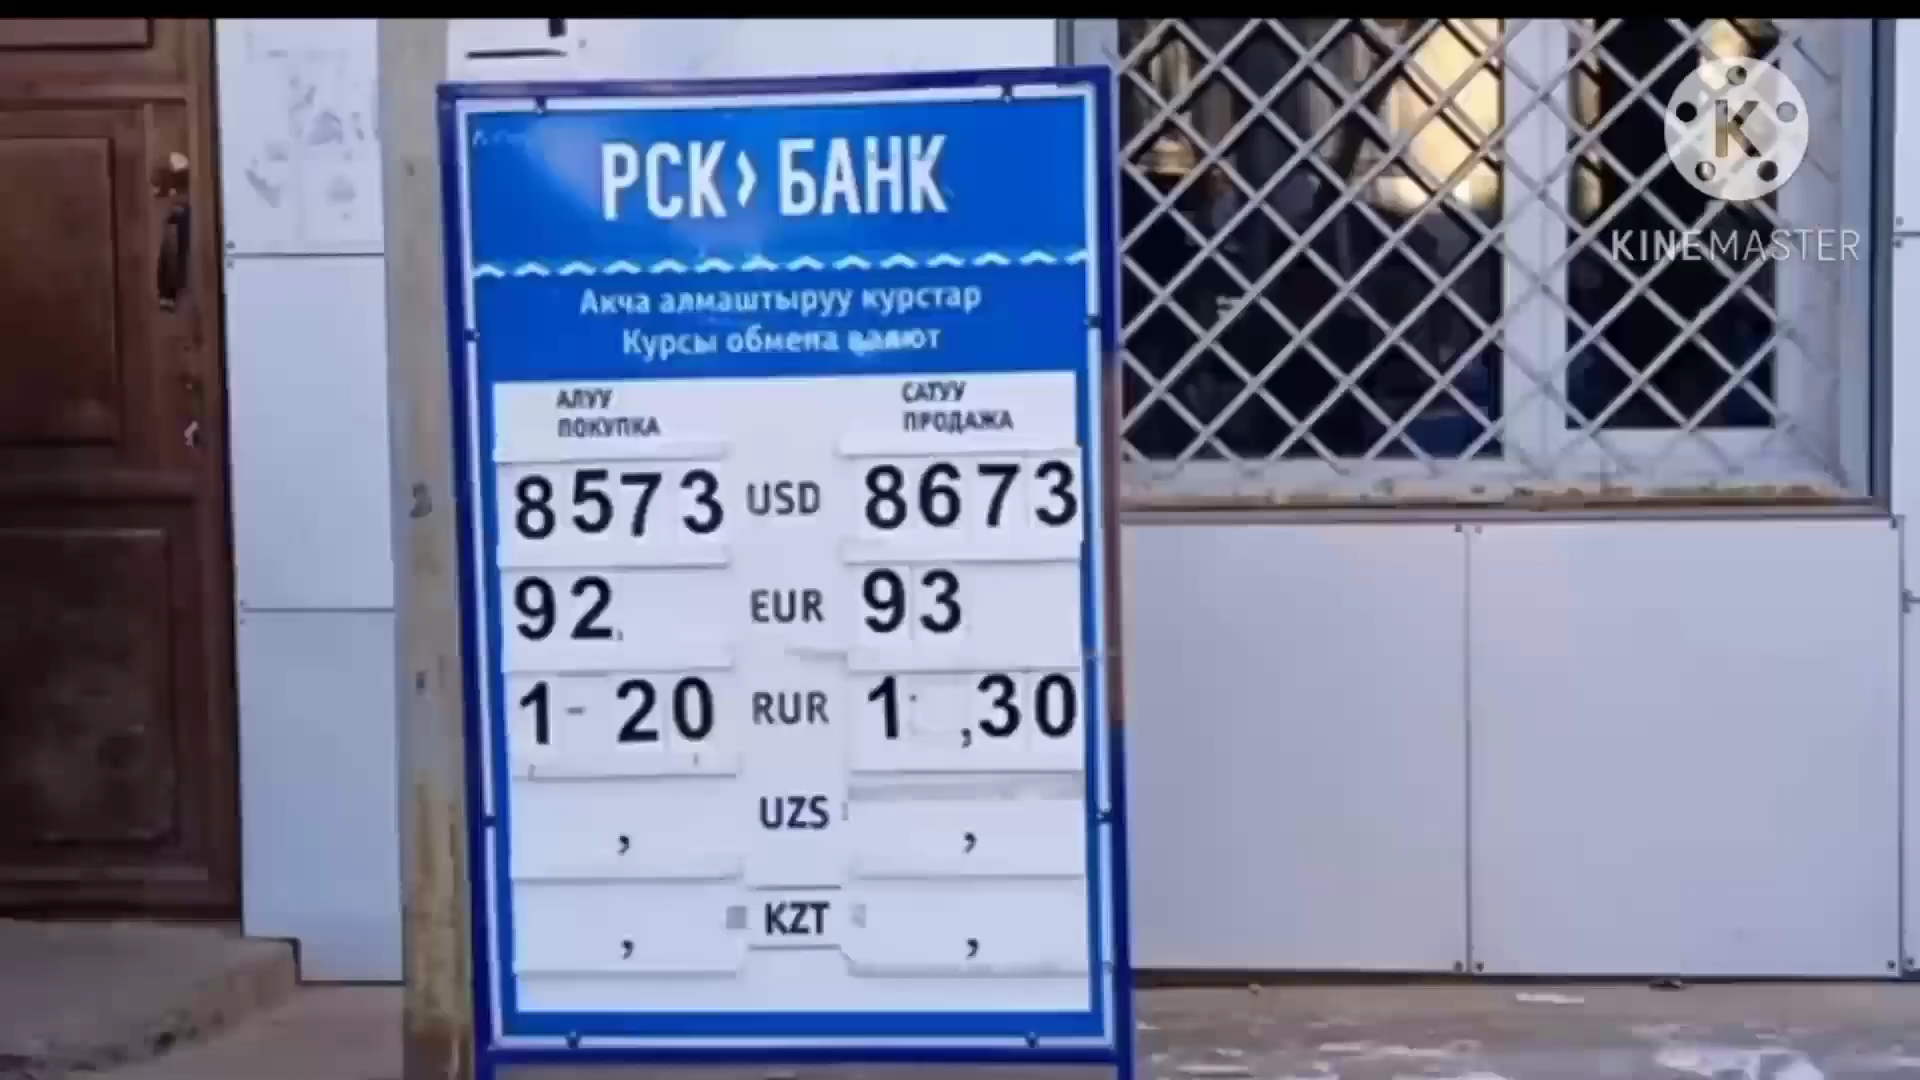 РСК БАНК
Акча алмаштыруу курстар
Курсы обмена валют
АЛУУ САТУУ
ПОКУПКА ПРОДАЖА
8573 USD 8673
92 EUR 93
1- 20 RUR 1 ,30
, UZS ,
, KZT ,
K
KINEMASTER